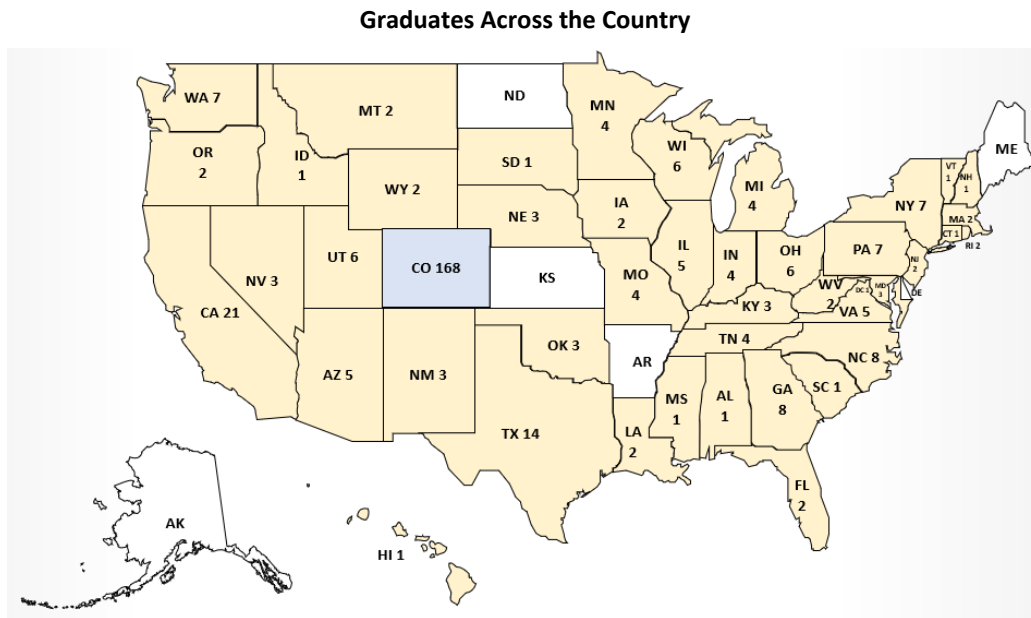 Graduates Across the Country
WA 7
MT 2
ND
MN
4
OR
2
ID
1
WY 2
SD 1
WI
6
MI
4
NY 7
VT
1
NH
1
ME
MA 2
CT 1
RI 2
NV 3
UT 6
CO 168
NE 3
IA
2
IL
5
IN
4
OH
6
PA 7
NJ
2
CA 21
KS
MO
4
KY 3
WV
2
DC 1
MD
3
DE
VA 5
AZ 5
NM 3
OK 3
AR
TN 4
NC 8
TX 14
LA
2
MS
1
AL
1
GA
8
SC 1
FL
2
AK
HI 1